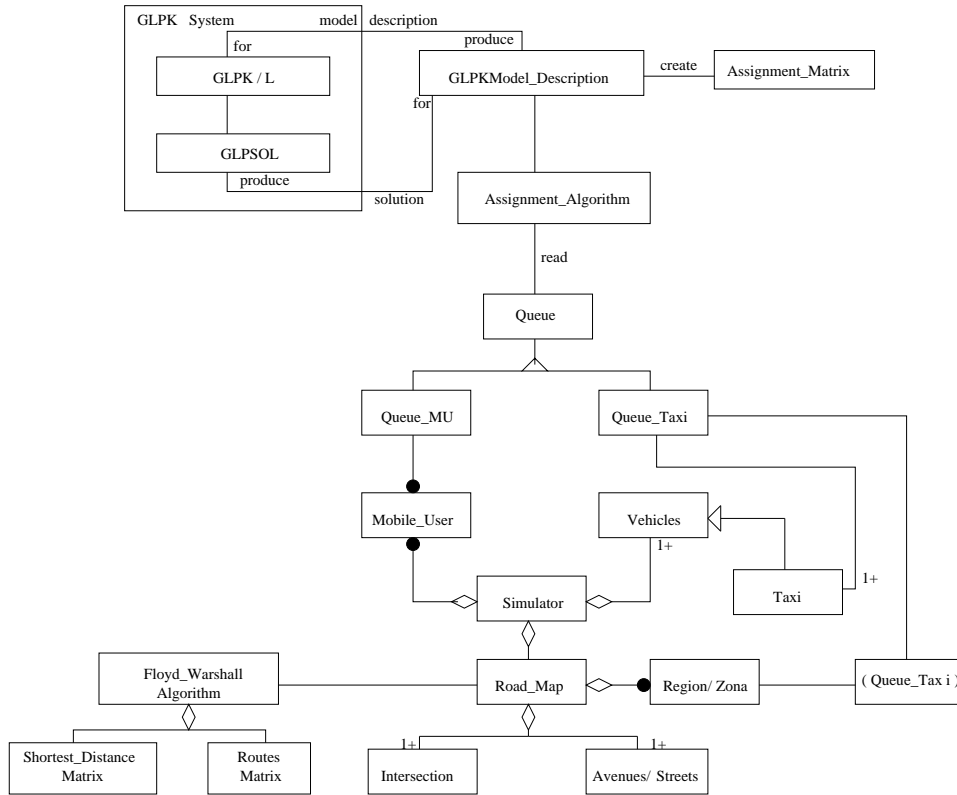 GLPK System
model description
for
produce
GLPK / L
GLPKModel_Description
create
Assignment_Matrix
for
GLPSOL
produce
solution
Assignment_Algorithm
read
Queue
Queue_MU
Queue_Taxi
Mobile_User
Vehicles
1+
1+
Taxi
Simulator
Floyd_Warshall
Algorithm
Road_Map
Region/ Zona
( Queue_Tax i )
1+
1+
Shortest_Distance
Matrix
Routes
Matrix
Intersection
Avenues/ Streets